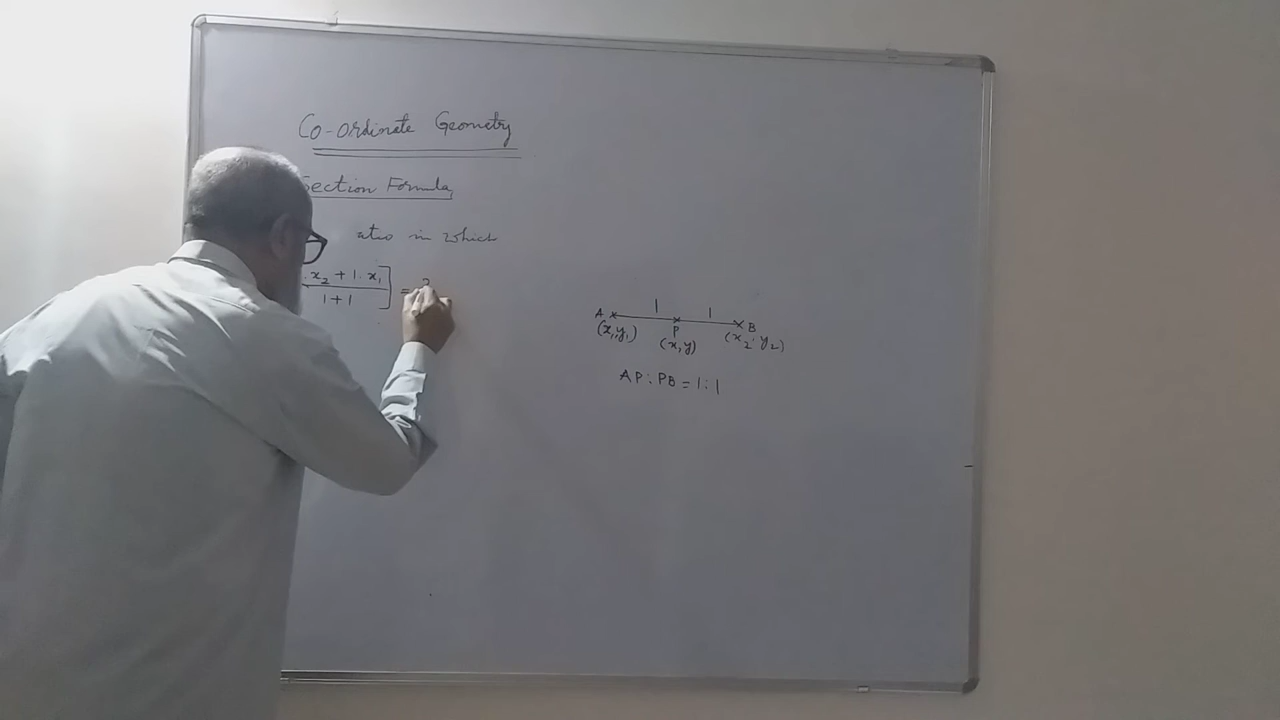 Co-ordinate Geometry
Section Formula,
in which
x₂ + 1. x₁]
1+1
=
A 1 1 B
(x₁, y₁) P (x₂, y₂)
(x, y)
AP : PB = 1 : 1